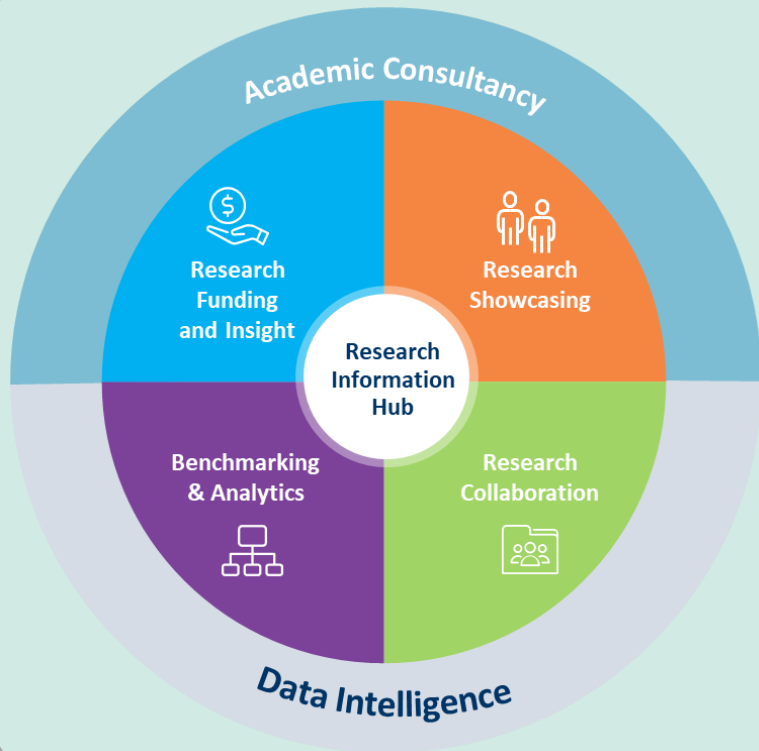 Academic Consultancy
$
Research
Funding
and Insight
Research
Showcasing
Research
Information
Hub
Benchmarking
& Analytics
Research
Collaboration
Data Intelligence